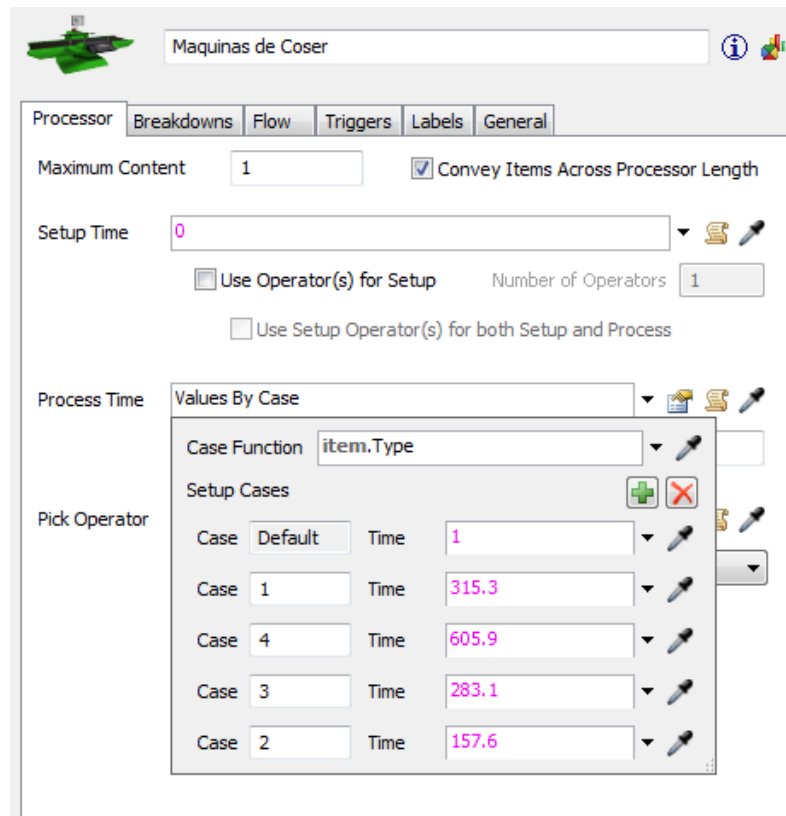 Maquinas de Coser
Processor Breakdowns Flow Triggers Labels General
Maximum Content 1 Convey Items Across Processor Length
Setup Time 0
Use Operator(s) for Setup Number of Operators 1
Use Setup Operator(s) for both Setup and Process
Process Time Values By Case
Case Function item.Type
Setup Cases
Pick Operator
Case Default Time 1
Case 1 Time 315.3
Case 4 Time 605.9
Case 3 Time 283.1
Case 2 Time 157.6